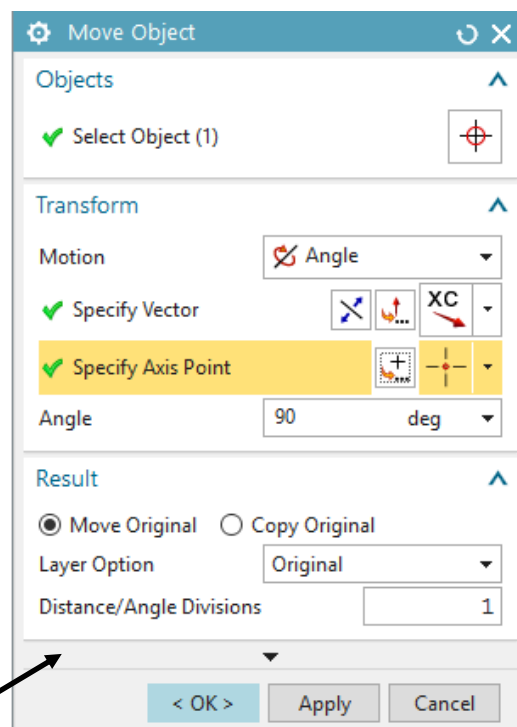 Move Object
Objects
Select Object (1)
Transform
Motion Angle
Specify Vector XC
Specify Axis Point
Angle 90 deg
Result
Move Original Copy Original
Layer Option Original
Distance/Angle Divisions 1
< OK > Apply Cancel